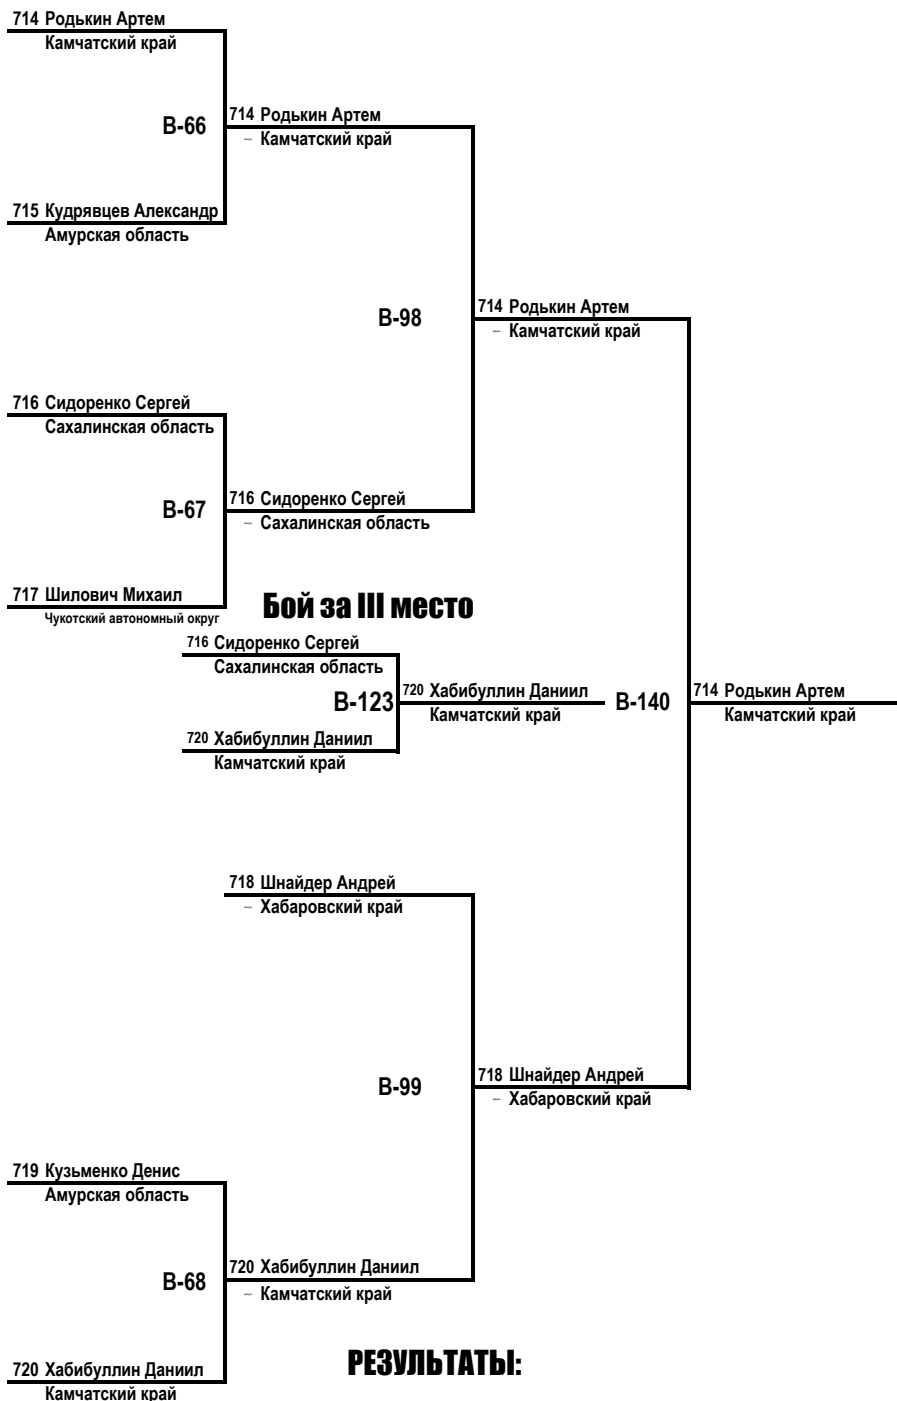 714 Родькин Артем
Камчатский край
В-66
714 Родькин Артем
Камчатский край
715 Кудрявцев Александр
Амурская область
В-98
714 Родькин Артем
Камчатский край
716 Сидоренко Сергей
Сахалинская область
В-67
716 Сидоренко Сергей
Сахалинская область
717 Шилович Михаил
Чукотский автономный округ
Бой за III место
716 Сидоренко Сергей
Сахалинская область
В-123
720 Хабибуллин Даниил
Камчатский край
В-140
714 Родькин Артем
Камчатский край
720 Хабибуллин Даниил
Камчатский край
718 Шнайдер Андрей
Хабаровский край
В-99
718 Шнайдер Андрей
Хабаровский край
719 Кузьменко Денис
Амурская область
В-68
720 Хабибуллин Даниил
Камчатский край
РЕЗУЛЬТАТЫ:
720 Хабибуллин Даниил
Камчатский край